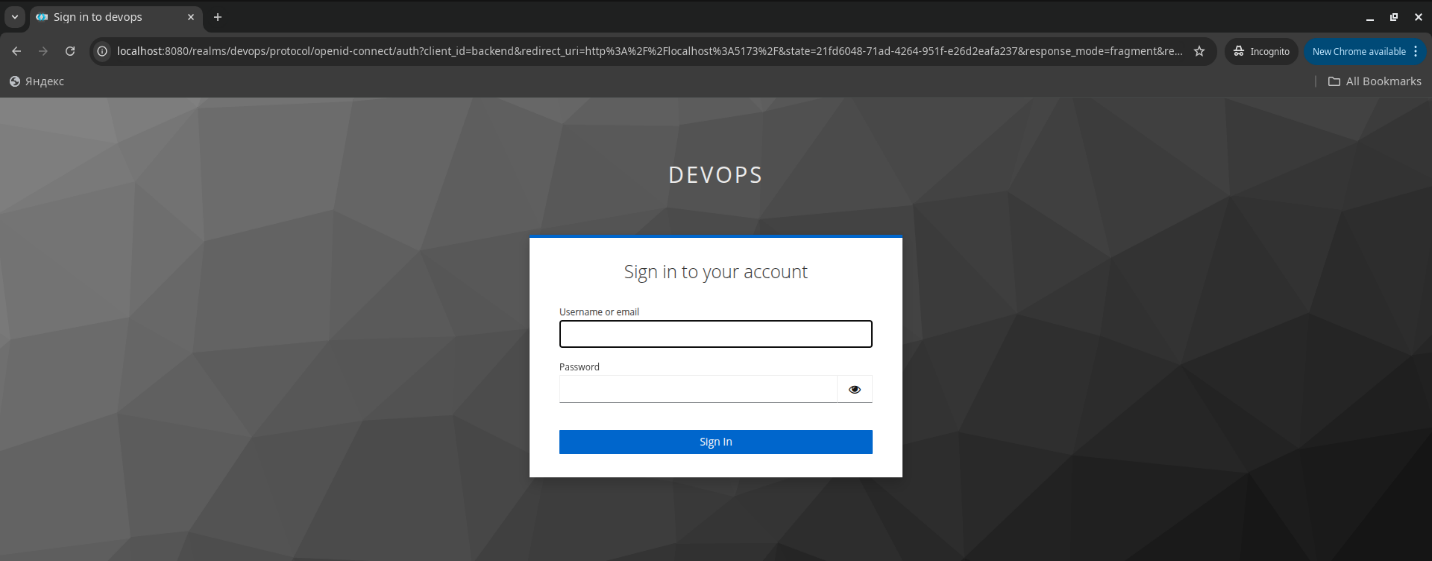 Sign in to devops
localhost:8080/realms/devops/protocol/openid-connect/auth?client_id=backend&redirect_uri=http%3A%2F%2Flocalhost%3A5173%2F&state=21fd6048-71ad-4264-951f-e26d2eafa237&response_mode=fragment&re...
Incognito
New Chrome available
Яндекс
All Bookmarks
DEVOPS
Sign in to your account
Username or email
Password
Sign In